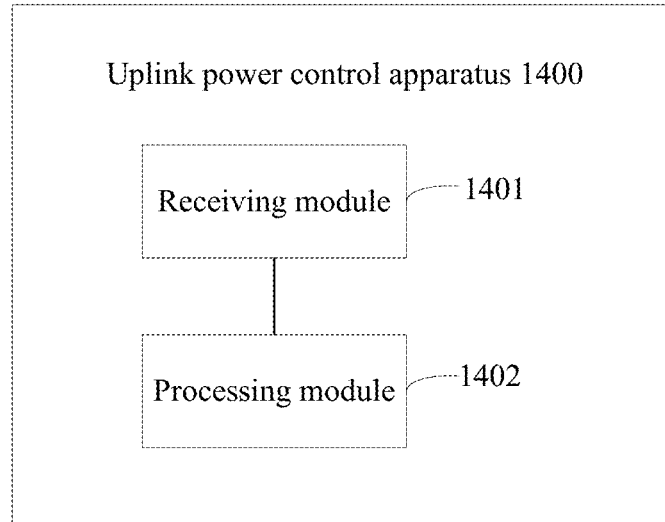 Uplink power control apparatus 1400
Receiving module
1401
Processing module
1402